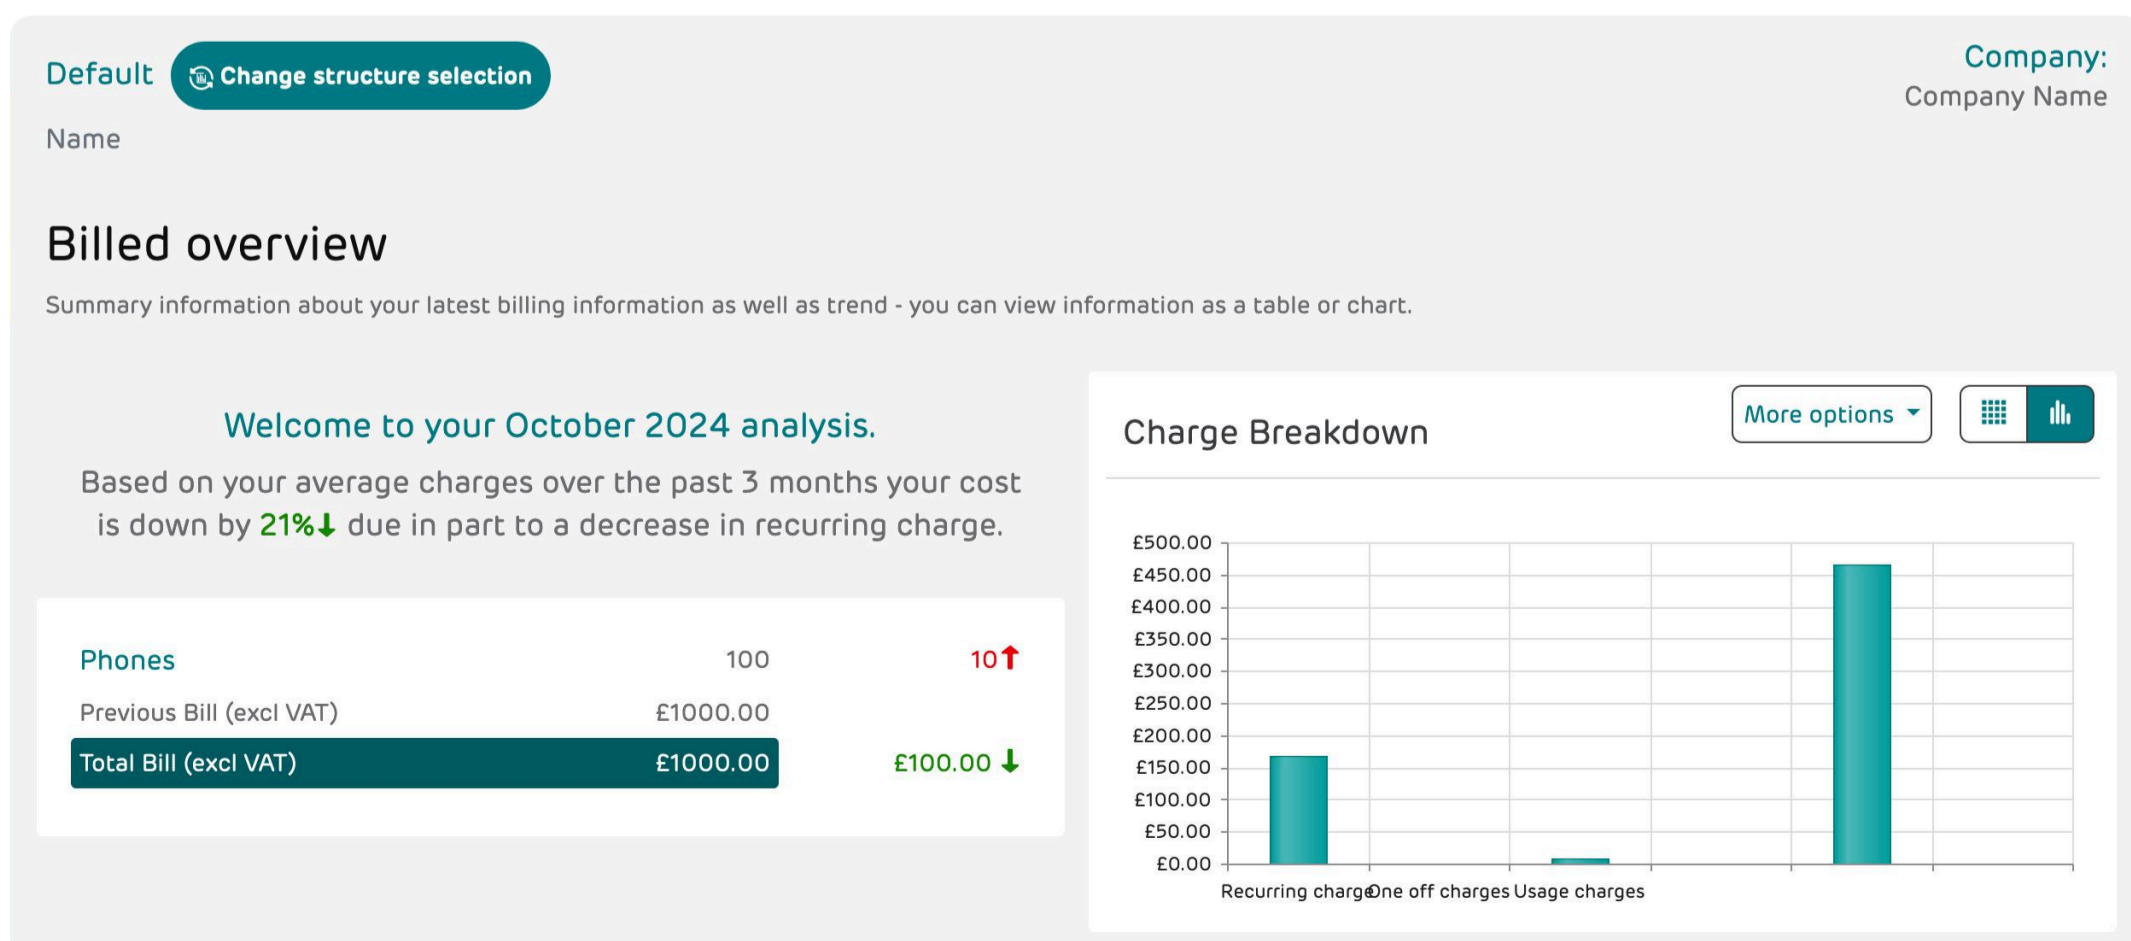 Default
Change structure selection
Company:
Company Name
Name
Billed overview
Summary information about your latest billing information as well as trend - you can view information as a table or chart.
Welcome to your October 2024 analysis.
Based on your average charges over the past 3 months your cost
is down by 21% due in part to a decrease in recurring charge.
Phones 100 10
Previous Bill (excl VAT) £1000.00
Total Bill (excl VAT) £1000.00 £100.00
Charge Breakdown
More options
£500.00
£450.00
£400.00
£350.00
£300.00
£250.00
£200.00
£150.00
£100.00
£50.00
£0.00
Recurring charge One off charges Usage charges